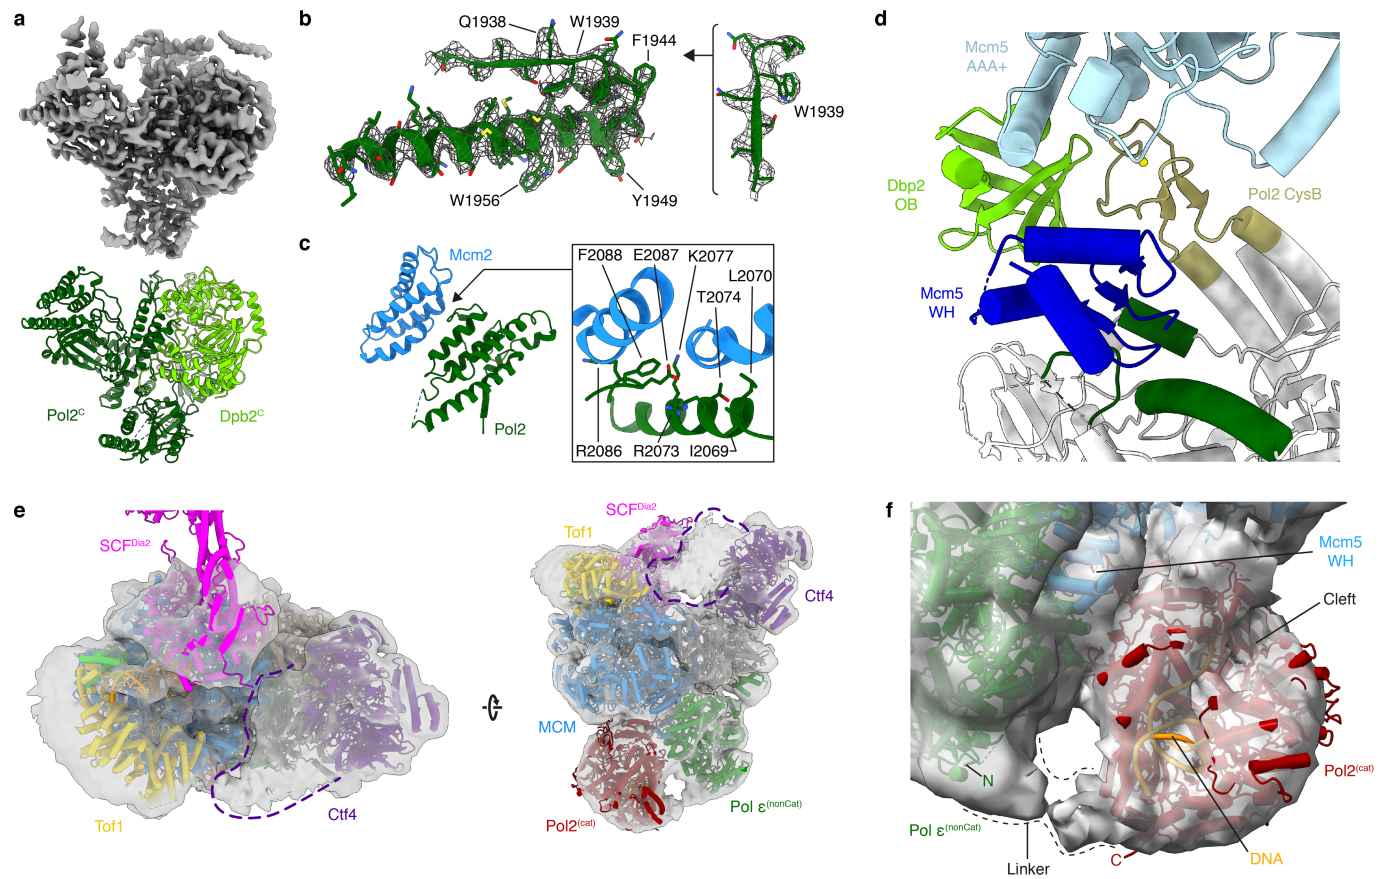 a
Pol2C
Dpb2C
b
Q1938
W1939
F1944
W1956
Y1949
W1939
c
Mcm2
Pol2
F2088
E2087
K2077
L2070
T2074
R2086
R2073
I2069
d
Mcm5
AAA+
Dbp2
OB
Pol2 CysB
Mcm5
WH
e
SCFDia2
Tof1
Ctf4
SCFDia2
Tof1
Ctf4
MCM
Pol2(cat)
Pol ε(nonCat)
f
Mcm5
WH
Cleft
N
Pol2(cat)
Pol ε(nonCat)
Linker
C
DNA